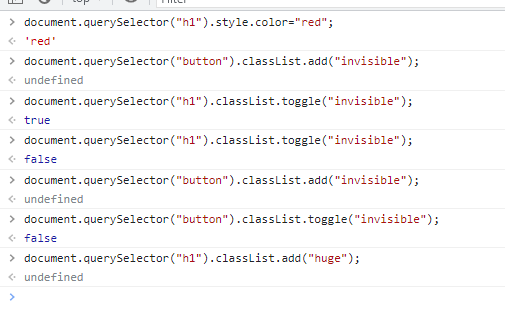 top
Filter
document.querySelector("h1").style.color="red";
'red'
document.querySelector("button").classList.add("invisible");
undefined
document.querySelector("h1").classList.toggle("invisible");
true
document.querySelector("h1").classList.toggle("invisible");
false
document.querySelector("button").classList.add("invisible");
undefined
document.querySelector("button").classList.toggle("invisible");
false
document.querySelector("h1").classList.add("huge");
undefined